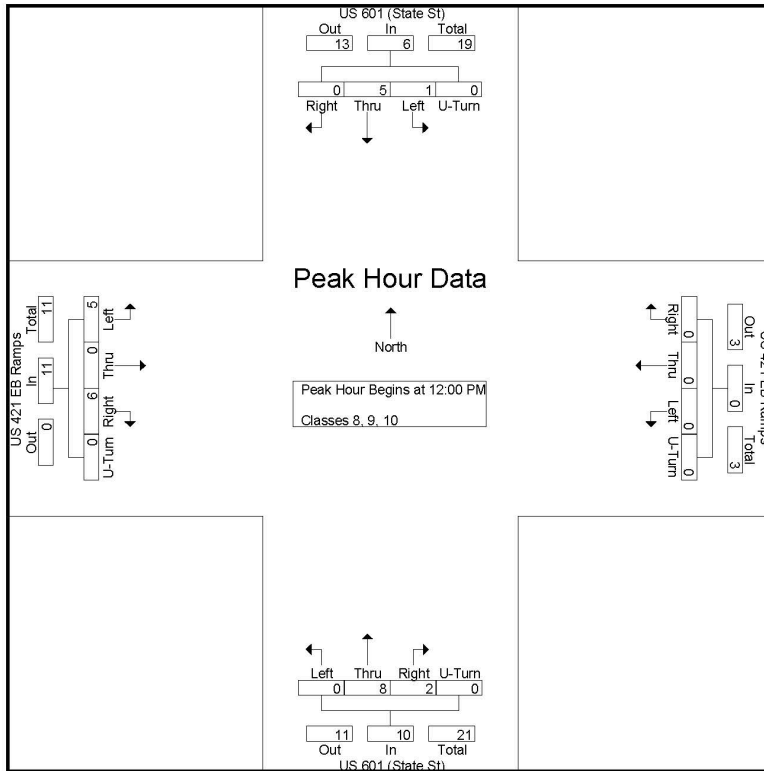 US 601 (State St)
Out In Total
13 6 19
0 5 1 0
Right Thru Left U-Turn
Peak Hour Data
North
Peak Hour Begins at 12:00 PM
Classes 8, 9, 10
US 421 EB Ramps
Out In Total
0 11 11
U-Turn Right Thru Left
0 6 0 5
US 421 EB Ramps
Out In Total
3 0 3
Right Thru Left U-Turn
0 0 0 0
Left Thru Right U-Turn
0 8 2 0
11 10 21
Out In Total
US 601 (State St)